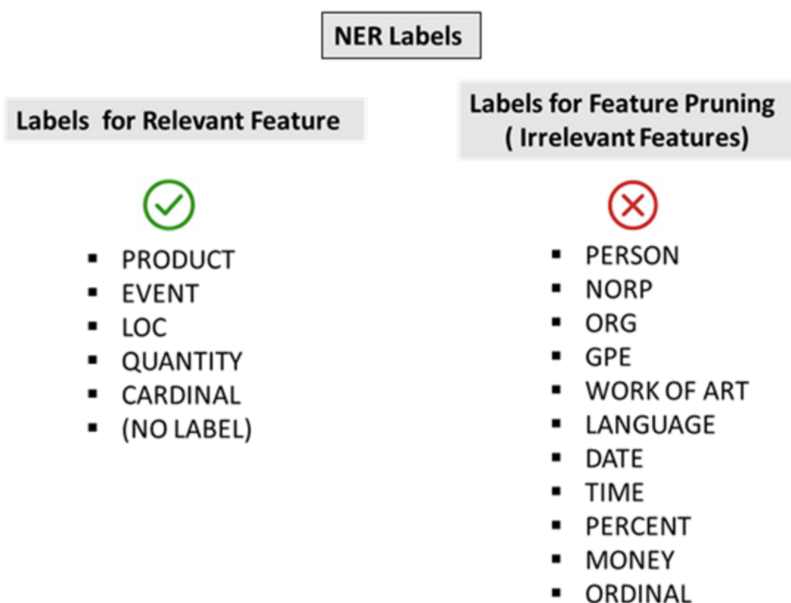 NER Labels
Labels for Relevant Feature
▪ PRODUCT
▪ EVENT
▪ LOC
▪ QUANTITY
▪ CARDINAL
▪ (NO LABEL)
Labels for Feature Pruning
( Irrelevant Features)
▪ PERSON
▪ NORP
▪ ORG
▪ GPE
▪ WORK OF ART
▪ LANGUAGE
▪ DATE
▪ TIME
▪ PERCENT
▪ MONEY
▪ ORDINAL